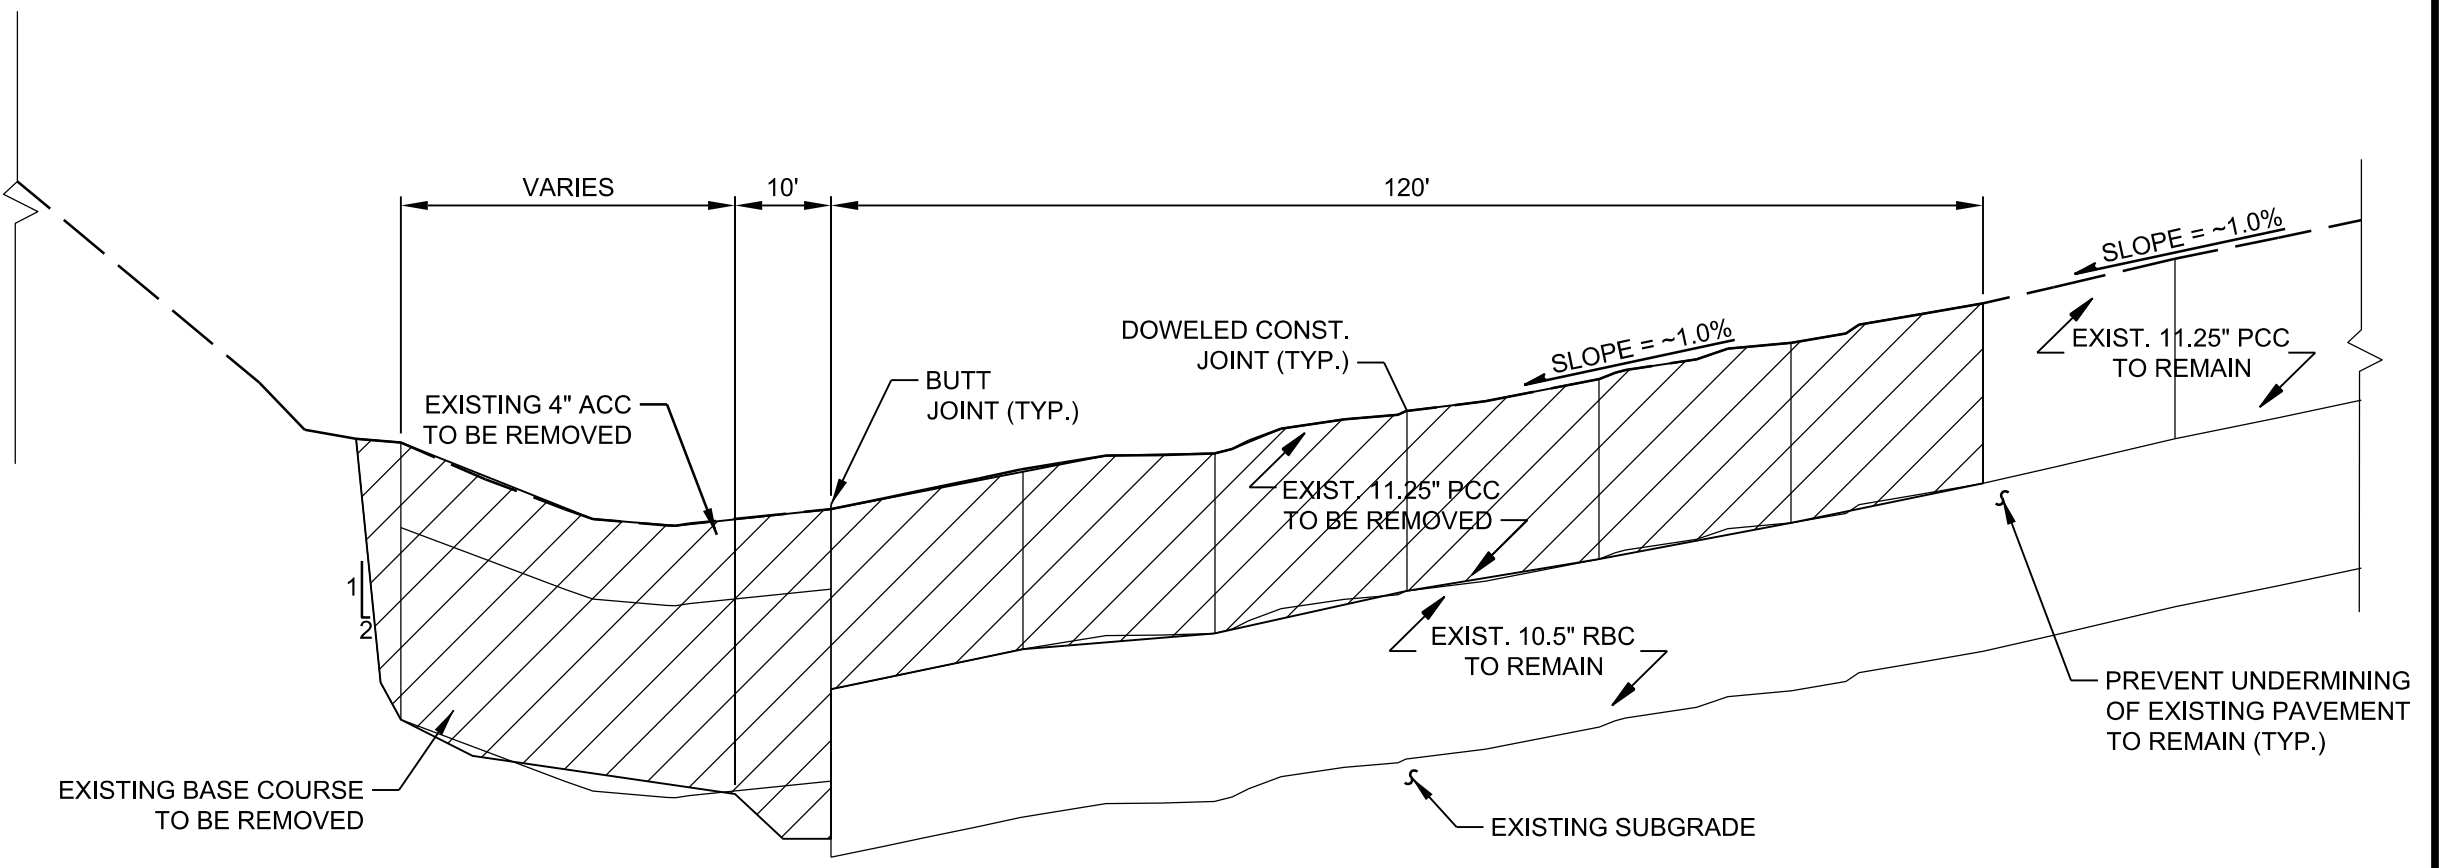 VARIES
10'
120'
SLOPE = ~1.0%
DOWELED CONST.
JOINT (TYP.)
SLOPE = ~1.0%
EXIST. 11.25" PCC
TO REMAIN
BUTT
JOINT (TYP.)
EXISTING 4" ACC
TO BE REMOVED
EXIST. 11.25" PCC
TO BE REMOVED
1
2
EXIST. 10.5" RBC
TO REMAIN
PREVENT UNDERMINING
OF EXISTING PAVEMENT
TO REMAIN (TYP.)
EXISTING BASE COURSE
TO BE REMOVED
EXISTING SUBGRADE